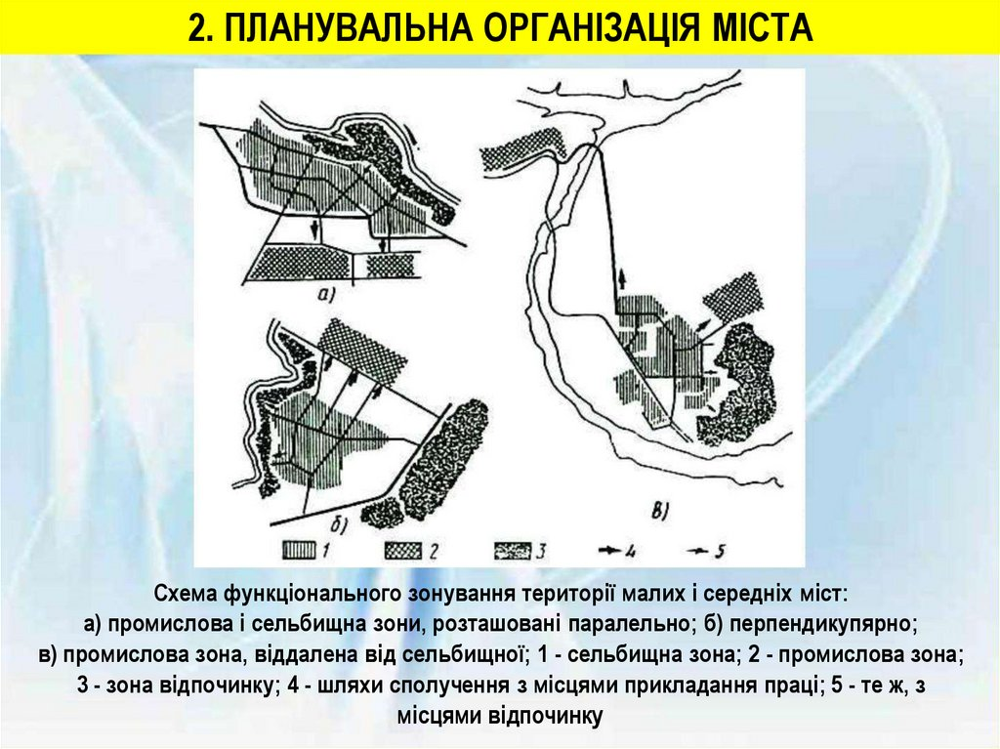 2. ПЛАНУВАЛЬНА ОРГАНІЗАЦІЯ МІСТА
а)
б)
в)
1 2 3 4 5
Схема функціонального зонування території малих і середніх міст:
а) промислова і сельбищна зони, розташовані паралельно; б) перпендикупярно;
в) промислова зона, віддалена від сельбищної; 1 - сельбищна зона; 2 - промислова зона;
3 - зона відпочинку; 4 - шляхи сполучення з місцями прикладання праці; 5 - те ж, з
місцями відпочинку